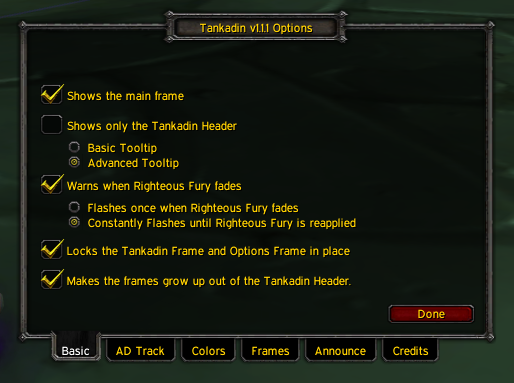 Tankadin v1.1.1 Options
Shows the main frame
Shows only the Tankadin Header
Basic Tooltip
Advanced Tooltip
Warns when Righteous Fury fades
Flashes once when Righteous Fury fades
Constantly Flashes until Righteous Fury is reapplied
Locks the Tankadin Frame and Options Frame in place
Makes the frames grow up out of the Tankadin Header.
Done
Basic AD Track Colors Frames Announce Credits